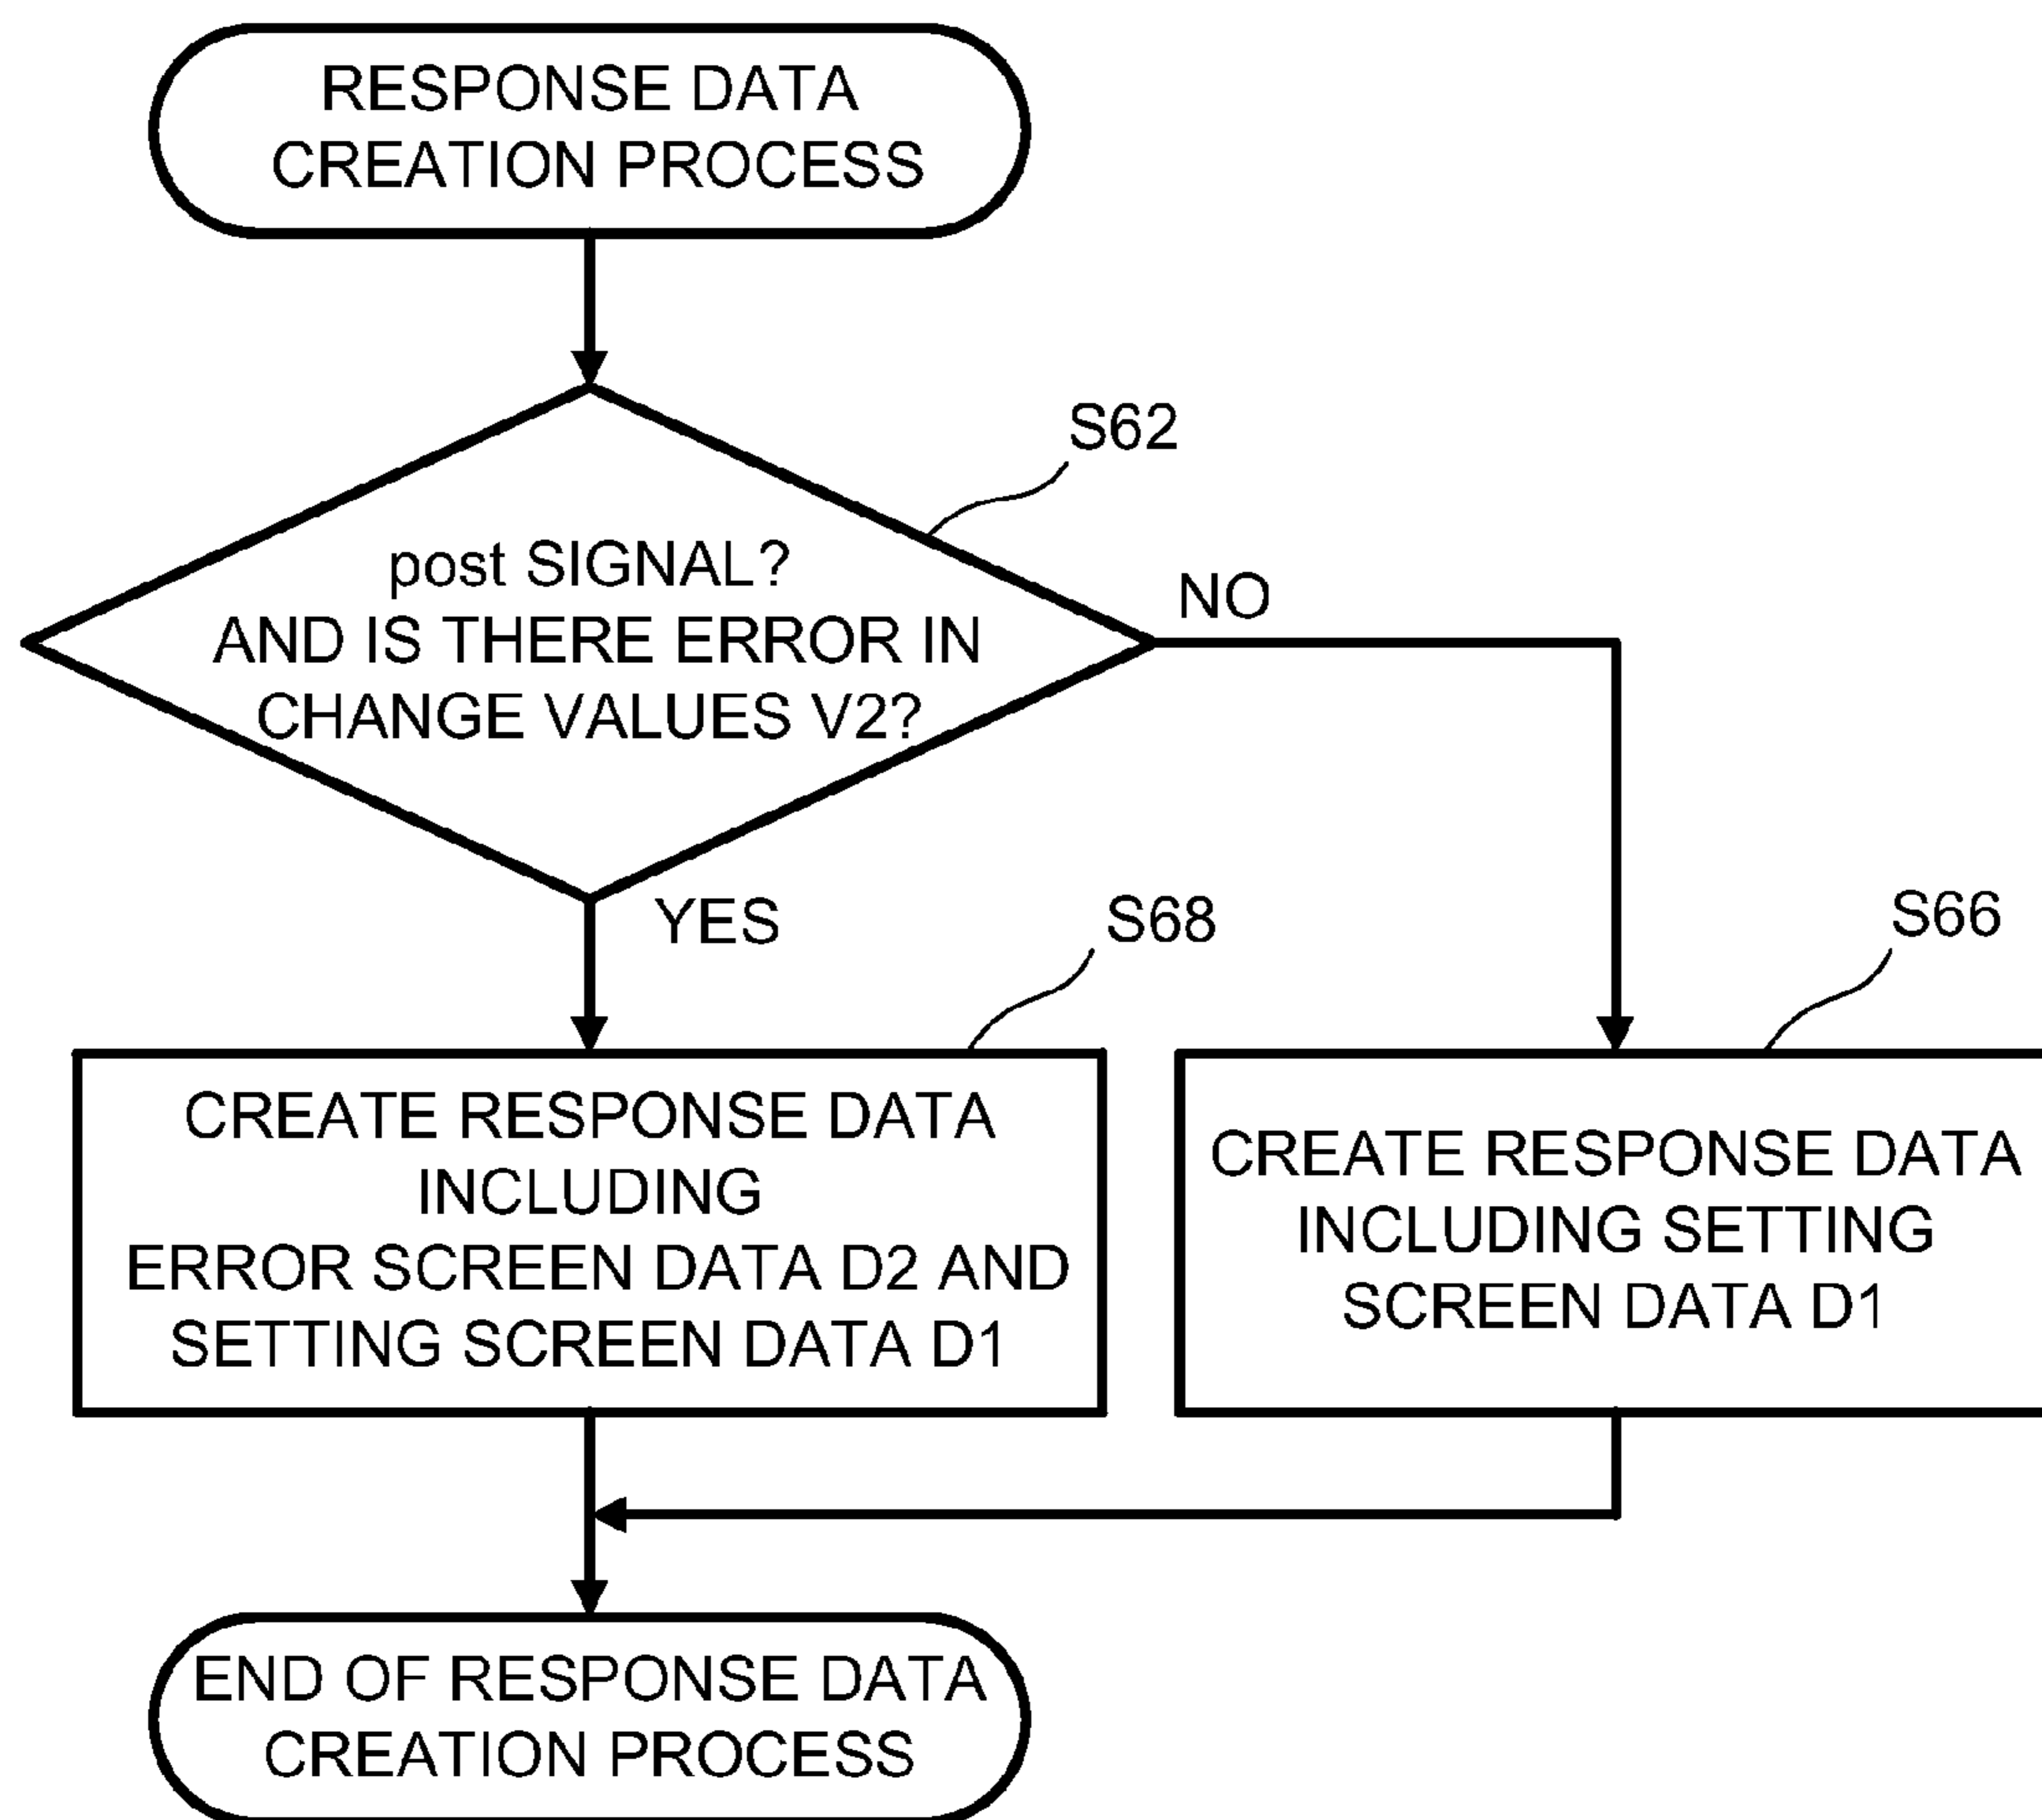 RESPONSE DATA
CREATION PROCESS
S62
post SIGNAL?
AND IS THERE ERROR IN
CHANGE VALUES V2?
NO
YES
S68
S66
CREATE RESPONSE DATA
INCLUDING
ERROR SCREEN DATA D2 AND
SETTING SCREEN DATA D1
CREATE RESPONSE DATA
INCLUDING SETTING
SCREEN DATA D1
END OF RESPONSE DATA
CREATION PROCESS